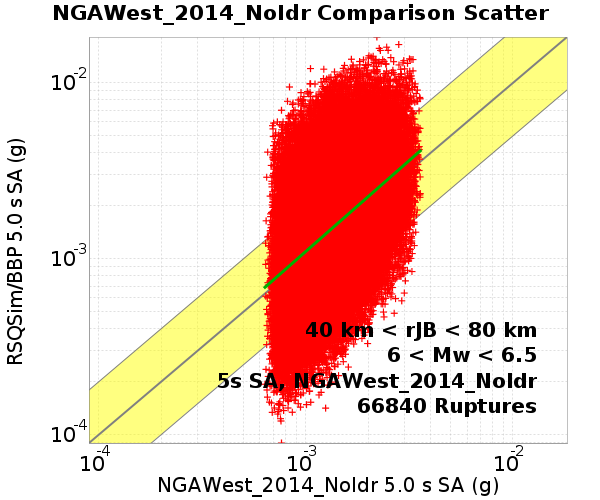 NGAWest_2014_NoIdr Comparison Scatter
RSQSim/BBP 5.0 s SA (g)
10⁻²
10⁻³
10⁻⁴
40 km < rJB < 80 km
6 < Mw < 6.5
5s SA, NGAWest_2014_NoIdr
66840 Ruptures
10⁻⁴ 10⁻³ 10⁻²
NGAWest_2014_NoIdr 5.0 s SA (g)